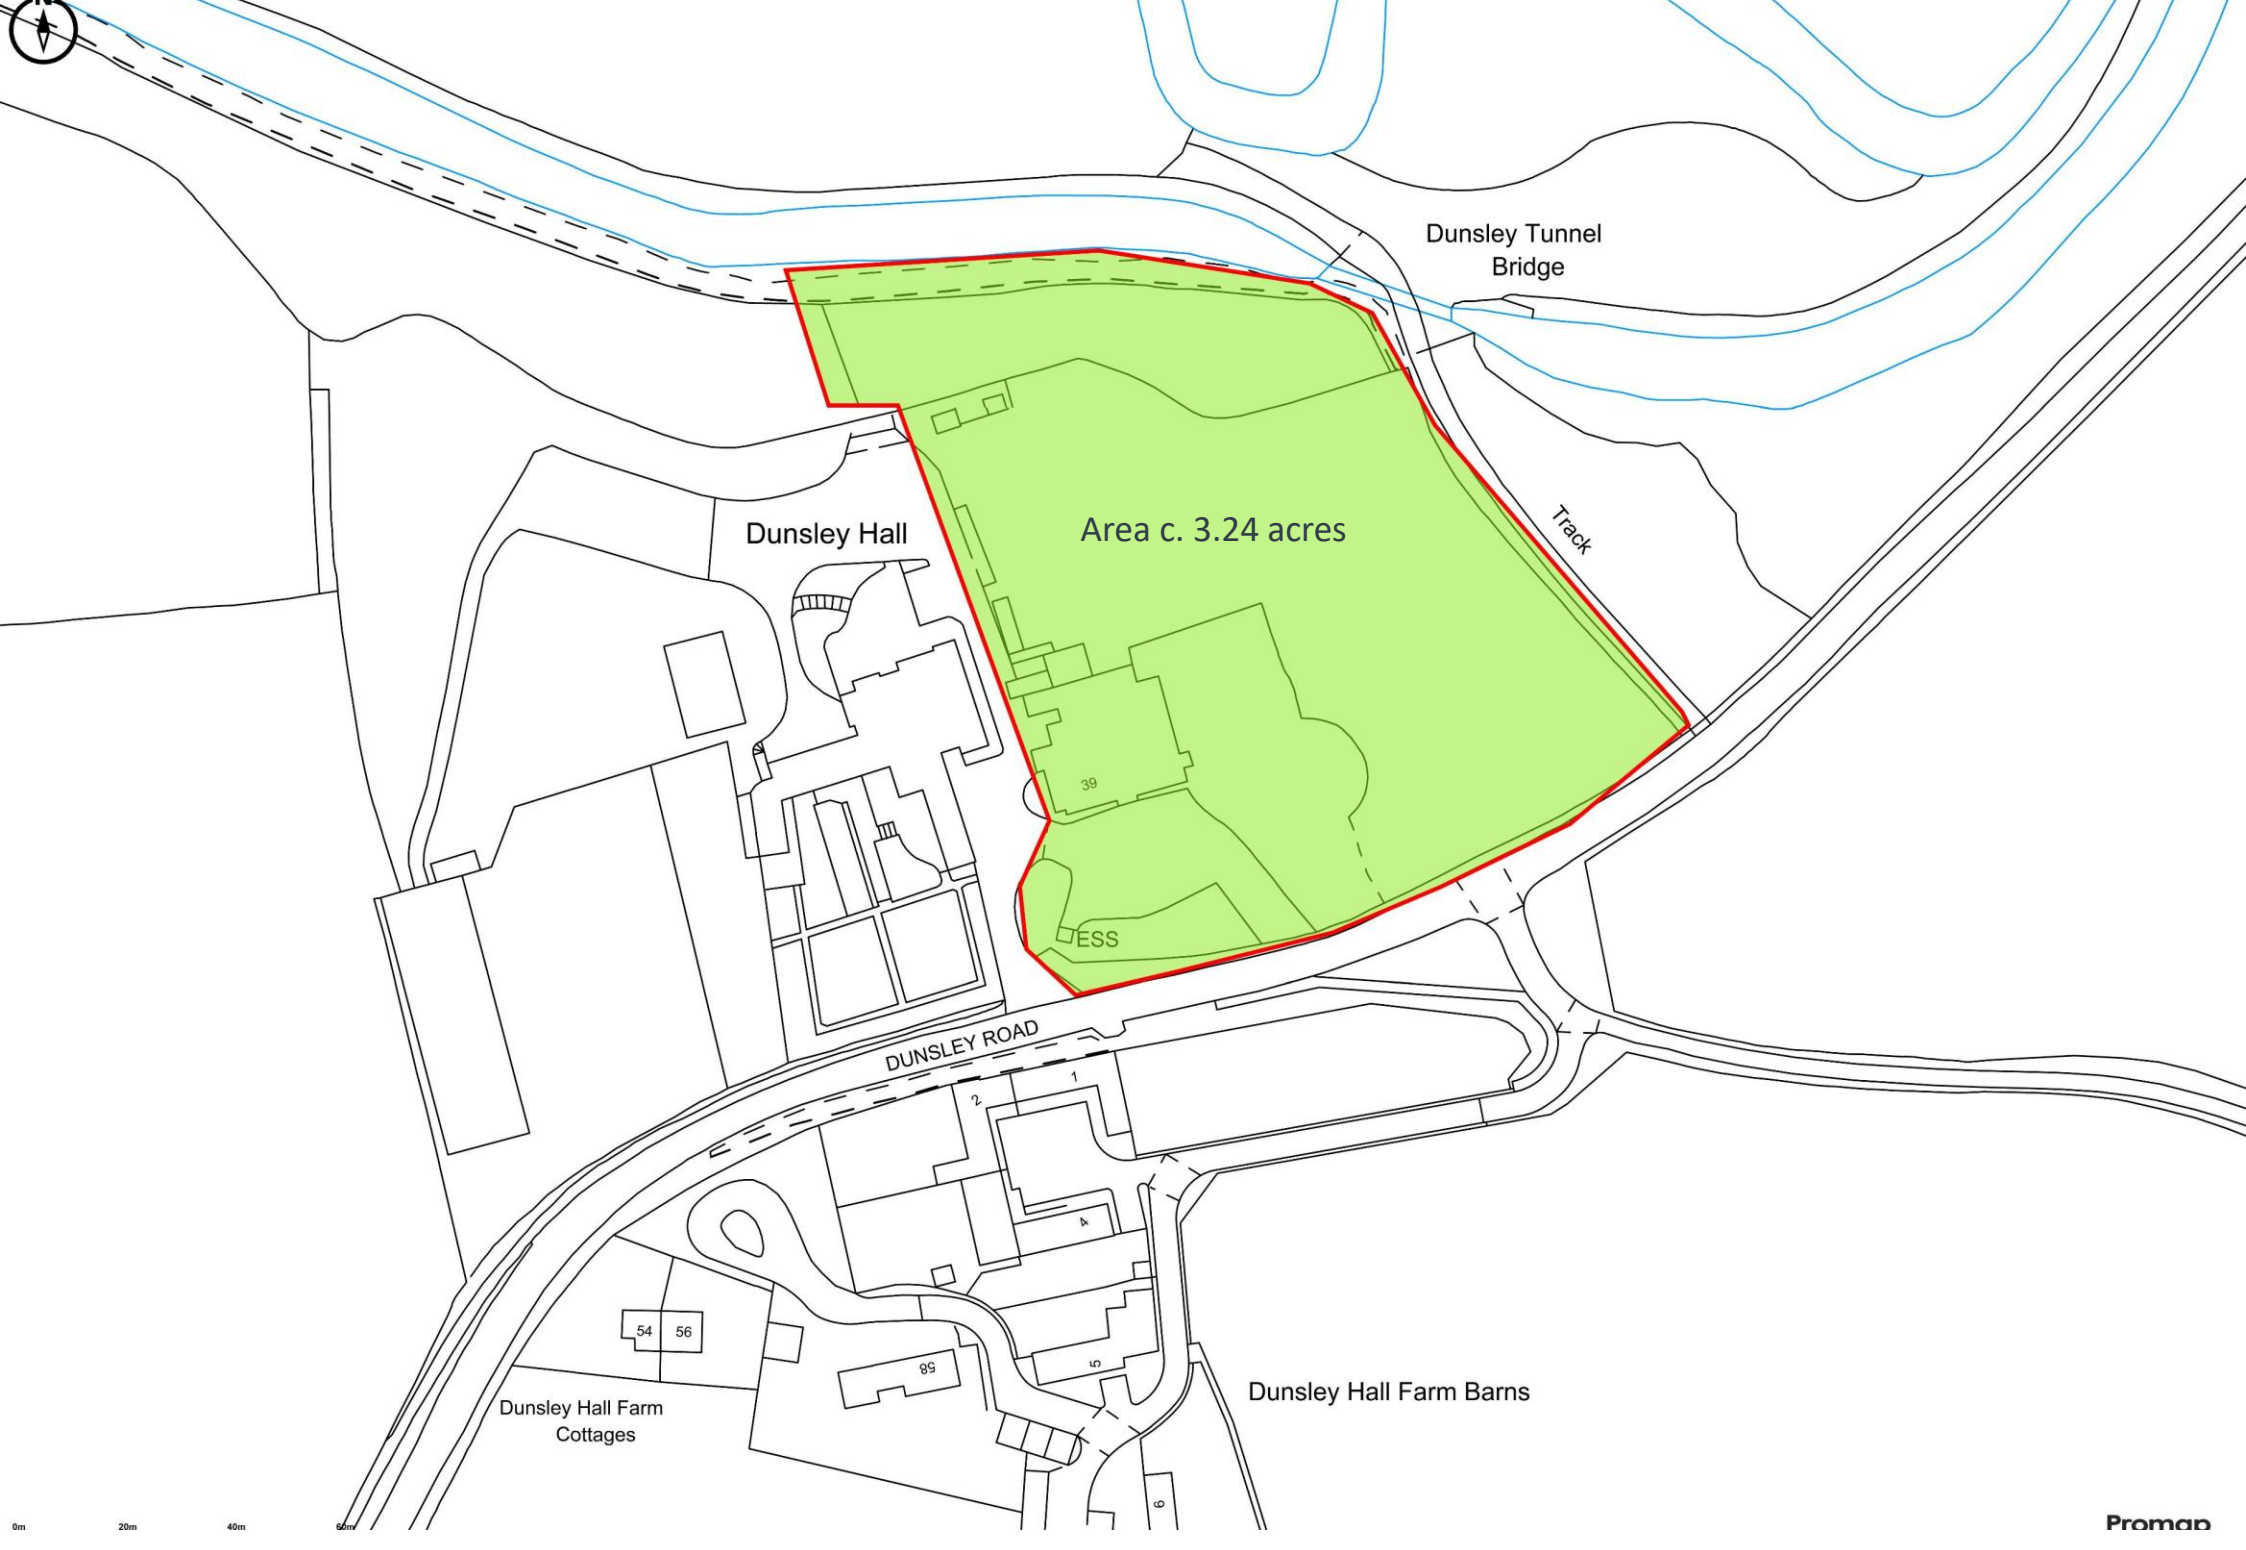 N
Dunsley Tunnel
Bridge
Dunsley Hall
Area c. 3.24 acres
Track
39
ESS
DUNSLEY ROAD
1
2
4
54
56
58
5
Dunsley Hall Farm Barns
Dunsley Hall Farm
Cottages
6
0m
20m
40m
60m
Promap